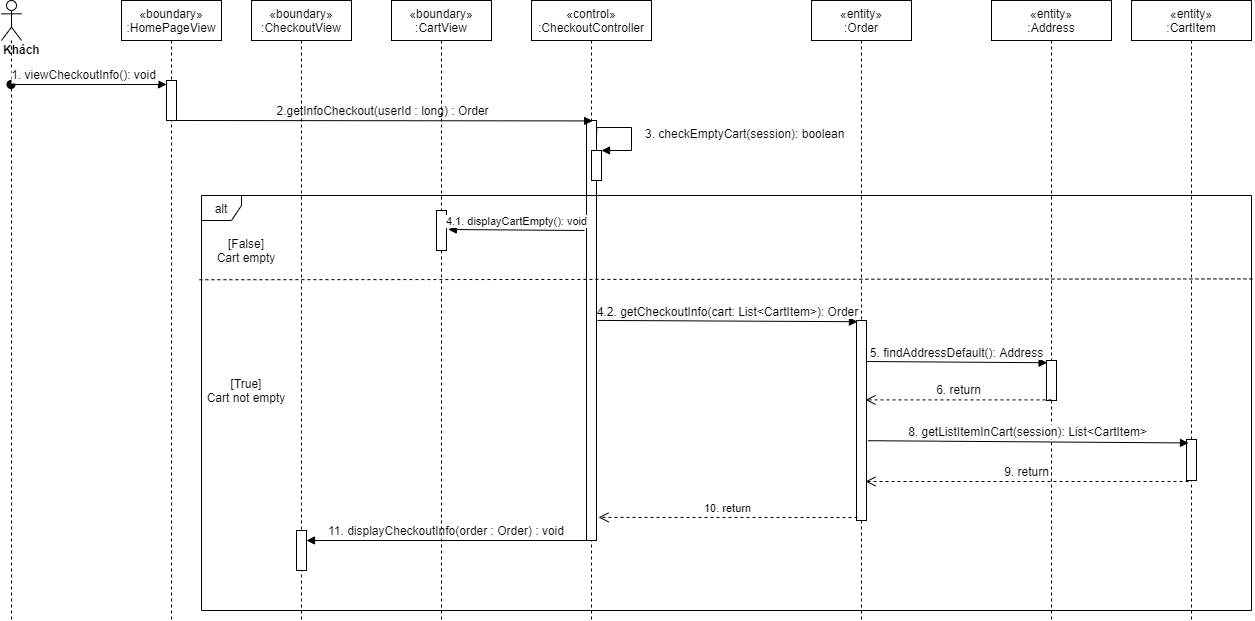 «boundary»
:HomePageView
«boundary»
:CheckoutView
«boundary»
:CartView
«control»
:CheckoutController
«entity»
:Order
«entity»
:Address
«entity»
:CartItem
Khách
1. viewCheckoutInfo(): void
2.getInfoCheckout(userId : long) : Order
3. checkEmptyCart(session): boolean
alt
4.1. displayCartEmpty(): void
[False]
Cart empty
4.2. getCheckoutInfo(cart: List<CartItem>): Order
5. findAddressDefault(): Address
[True]
Cart not empty
6. return
8. getListItemInCart(session): List<CartItem>
9. return
10. return
11. displayCheckoutInfo(order : Order) : void